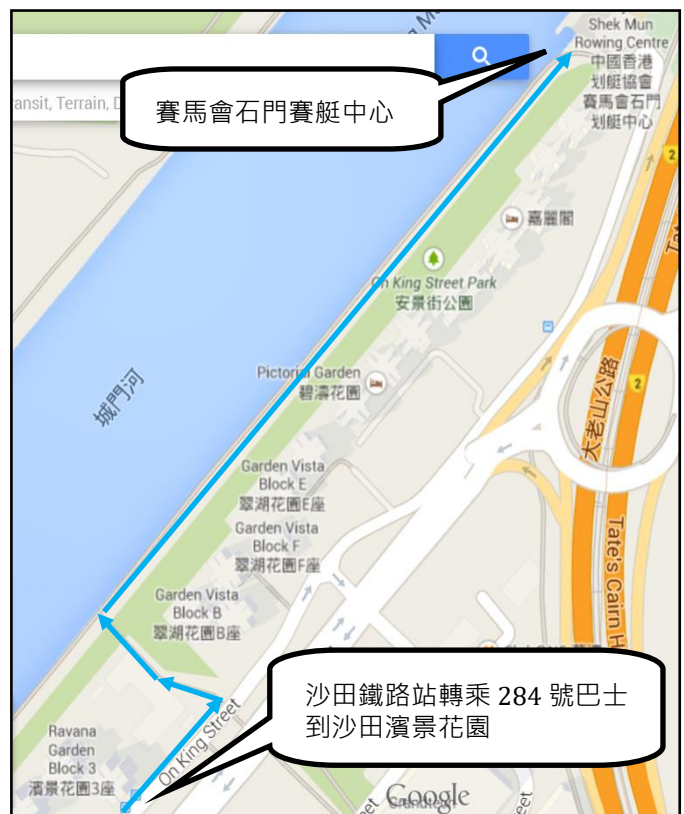 Shek Mun
Rowing Centre
中國香港
划艇協會
賽馬會石門
划艇中心
ansit, Terrain, D
賽馬會石門賽艇中心
2
嘉麗閣
On King Street Park
安景街公園
大老山公路
2
城門河
Pictorial Garden
碧濤花園
Garden Vista
Block E
翠湖花園E座
Garden Vista
Block F
翠湖花園F座
Tate's Cairn H
Garden Vista
Block B
翠湖花園B座
沙田鐵路站轉乘 284 號巴士
到沙田濱景花園
Ravana
Garden
Block 3
濱景花園3座
On King Street
Google
et
eet